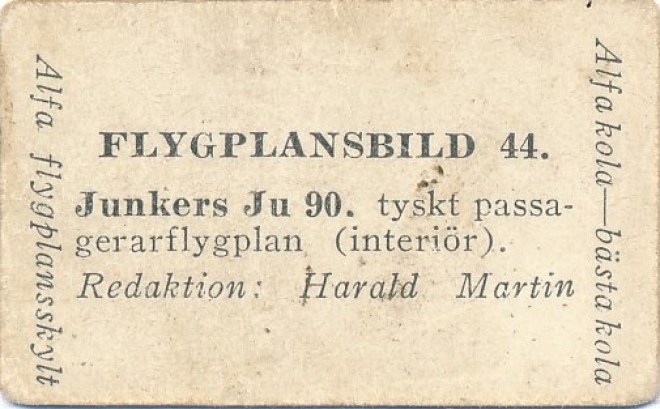 Alfa flygplansskylt
FLYGPLANSBILD 44.
Junkers Ju 90. tyskt passa-
gerarflygplan (interiör).
Redaktion: Harald Martin
Alfa kola—bästa kola